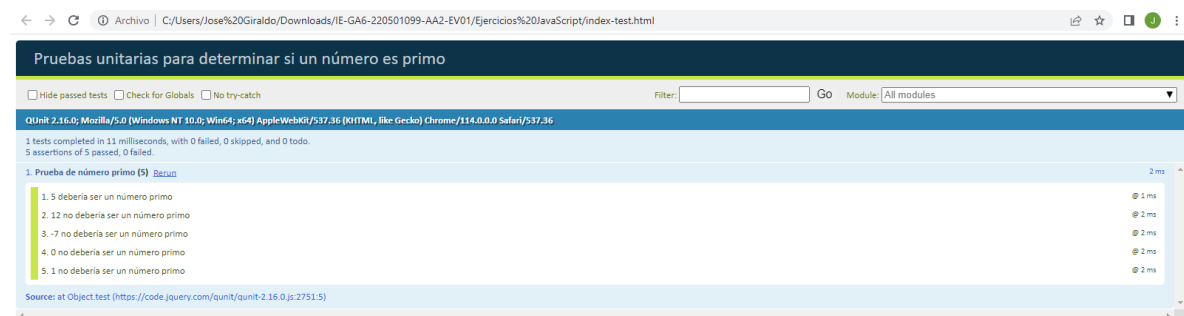 Archivo | C:/Users/Jose%20Giraldo/Downloads/IE-GA6-220501099-AA2-EV01/Ejercicios%20JavaScript/index-test.html
J
Pruebas unitarias para determinar si un número es primo
Hide passed tests Check for Globals No try-catch Filter: Go Module: All modules
QUnit 2.16.0; Mozilla/5.0 (Windows NT 10.0; Win64; x64) AppleWebKit/537.36 (KHTML, like Gecko) Chrome/114.0.0.0 Safari/537.36
1 tests completed in 11 milliseconds, with 0 failed, 0 skipped, and 0 todo.
5 assertions of 5 passed, 0 failed.
1. Prueba de número primo (5) Rerun 2 ms
1. 5 debería ser un número primo @ 1 ms
2. 12 no debería ser un número primo @ 2 ms
3. -7 no debería ser un número primo @ 2 ms
4. 0 no debería ser un número primo @ 2 ms
5. 1 no debería ser un número primo @ 2 ms
Source: at Object.test (https://code.jquery.com/qunit/qunit-2.16.0.js:2751:5)